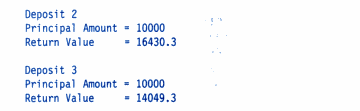 Deposit 2
Principal Amount = 10000
Return Value     = 16430.3
Deposit 3
Principal Amount = 10000
Return Value     = 14049.3